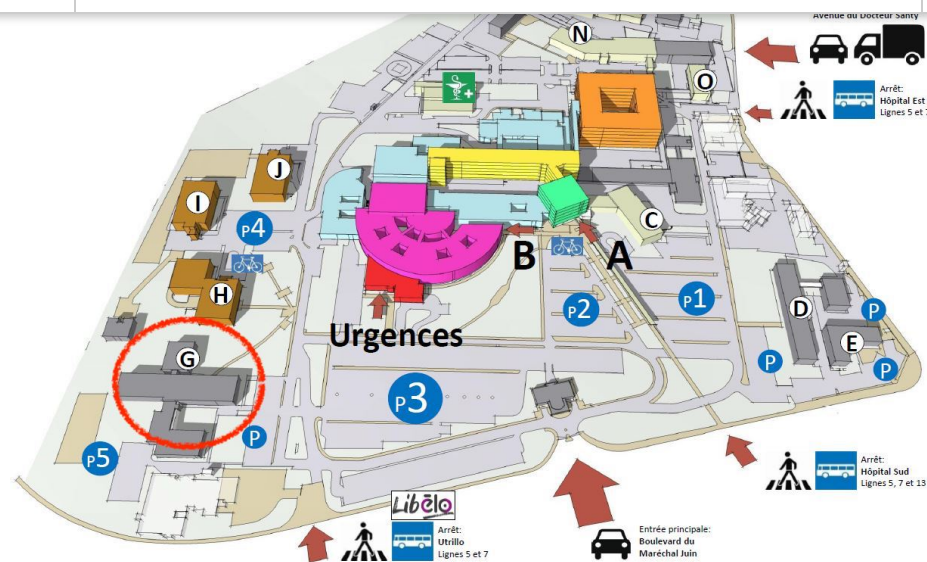 Avenue du Docteur Santy
N
O
Arrêt:
Hôpital Est
Lignes 5 et 7
J
I
P4
C
B
A
H
P2
P1
D
P
E
Urgences
G
P
P
P3
P
P5
Arrêt:
Hôpital Sud
Lignes 5, 7 et 13
Libélo
Arrêt:
Utrillo
Lignes 5 et 7
Entrée principale:
Boulevard du
Maréchal Juin